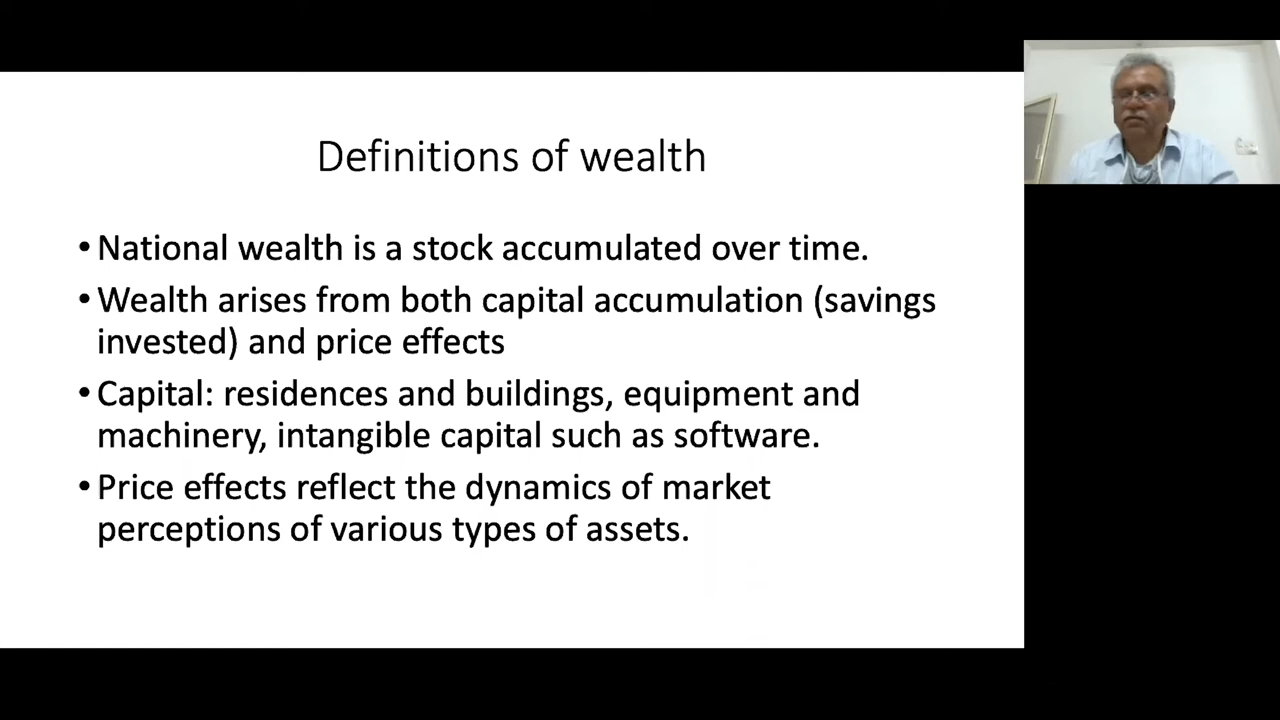 Definitions of wealth
• National wealth is a stock accumulated over time.
• Wealth arises from both capital accumulation (savings
invested) and price effects
• Capital: residences and buildings, equipment and
machinery, intangible capital such as software.
• Price effects reflect the dynamics of market
perceptions of various types of assets.